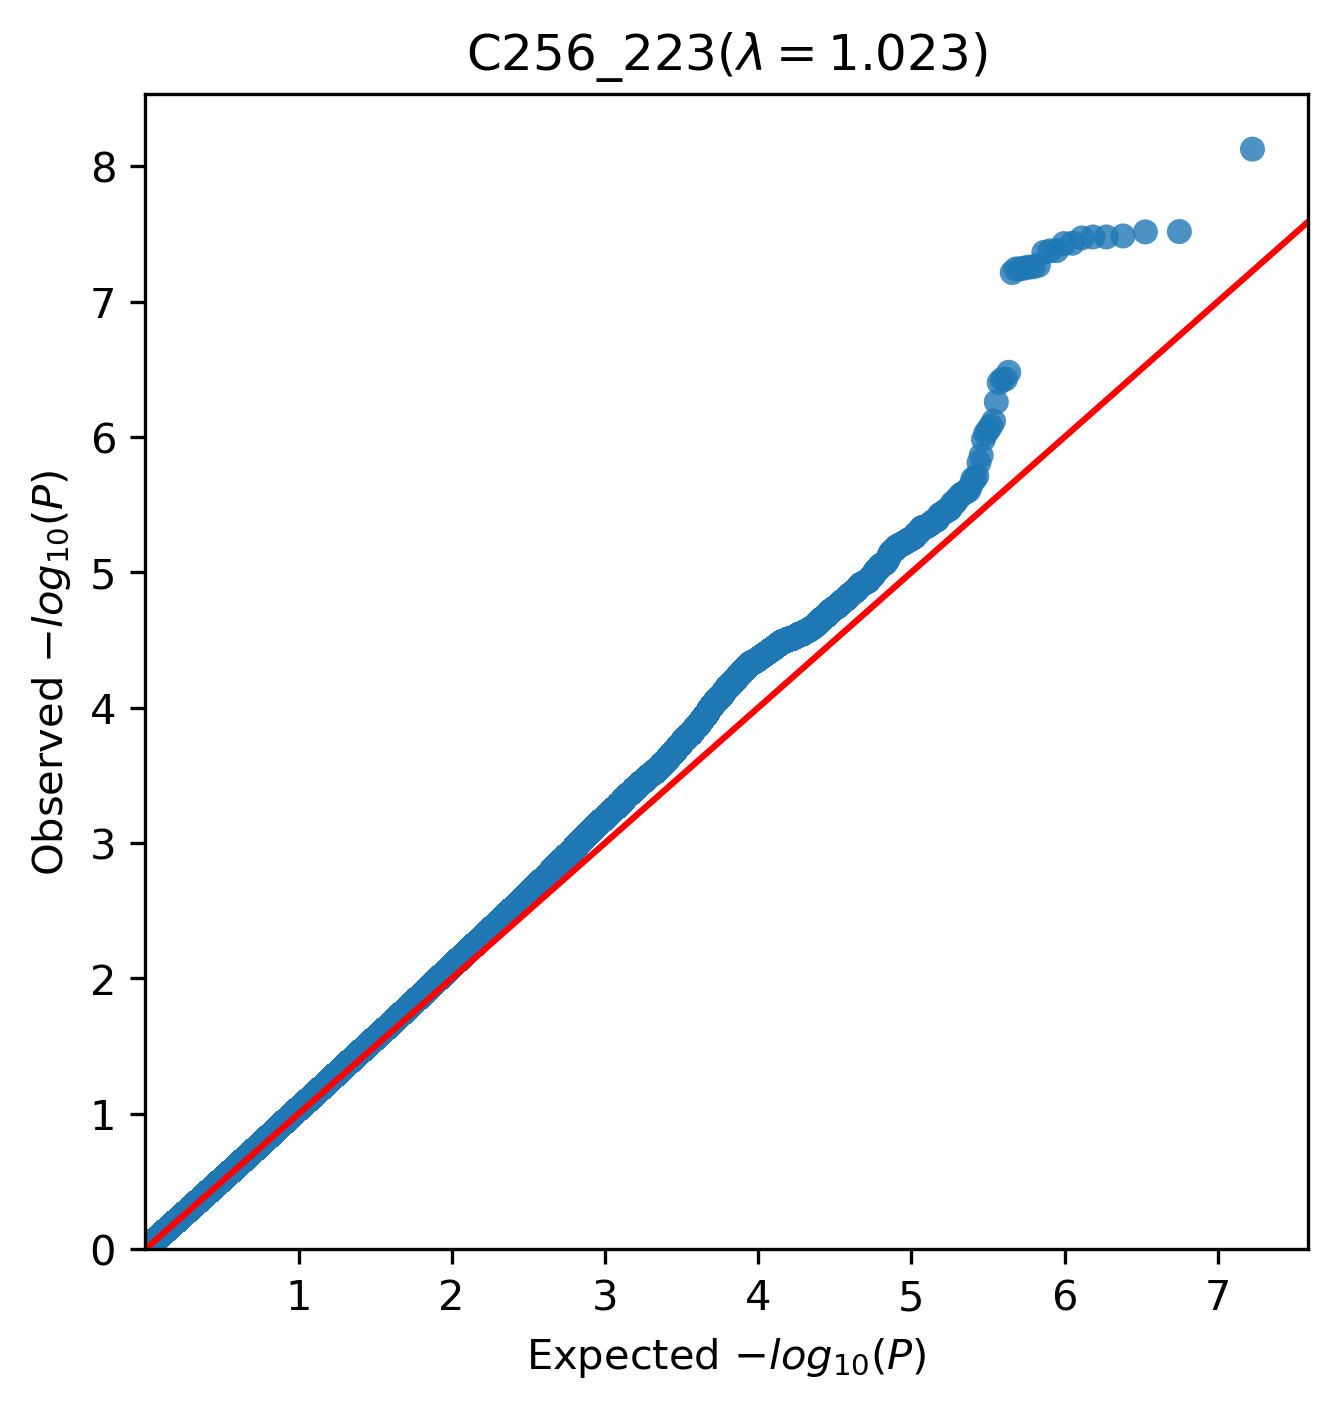 C256_223(λ = 1.023)
8
7
6
5
4
3
2
1
0
Observed −log₁₀(P)
1 2 3 4 5 6 7
Expected −log₁₀(P)